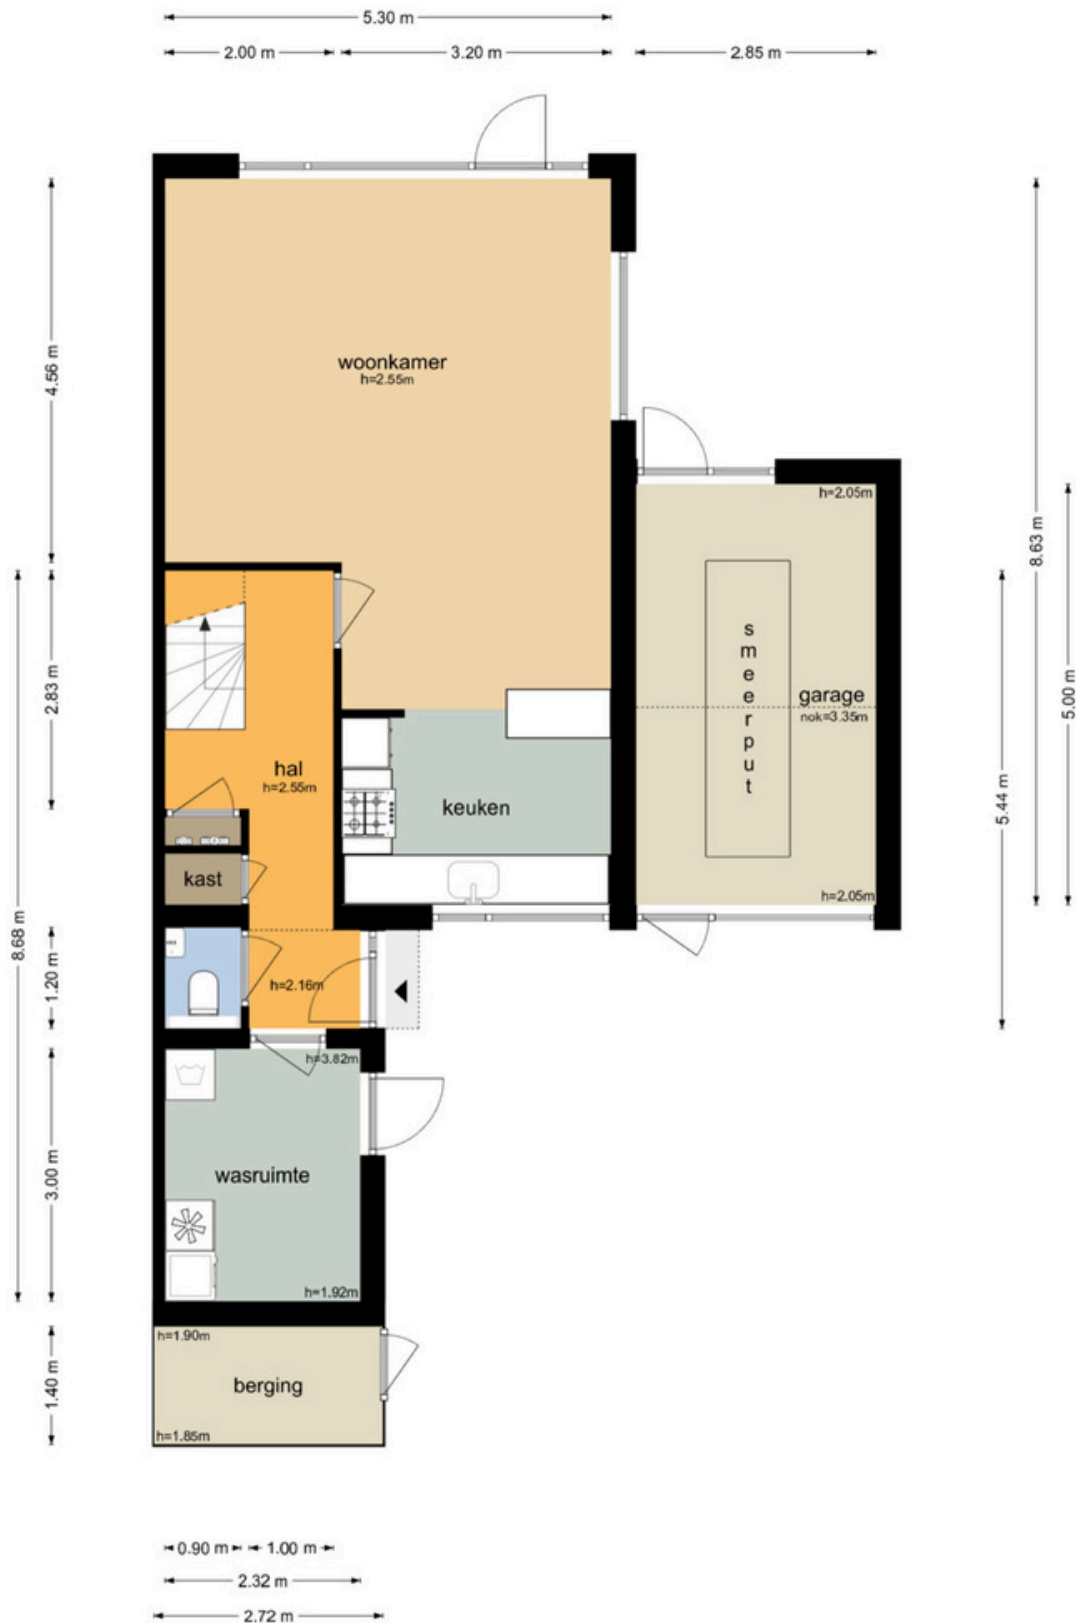 5.30 m
2.00 m
3.20 m
2.85 m
4.56 m
8.63 m
woonkamer
h=2.55m
h=2.05m
smeerput
garage
nok=3.35m
5.00 m
2.83 m
hal
h=2.55m
keuken
5.44 m
kast
h=2.05m
8.68 m
1.20 m
h=2.16m
h=3.82m
wasruimte
3.00 m
h=1.92m
h=1.90m
berging
1.40 m
h=1.85m
0.90 m
1.00 m
2.32 m
2.72 m